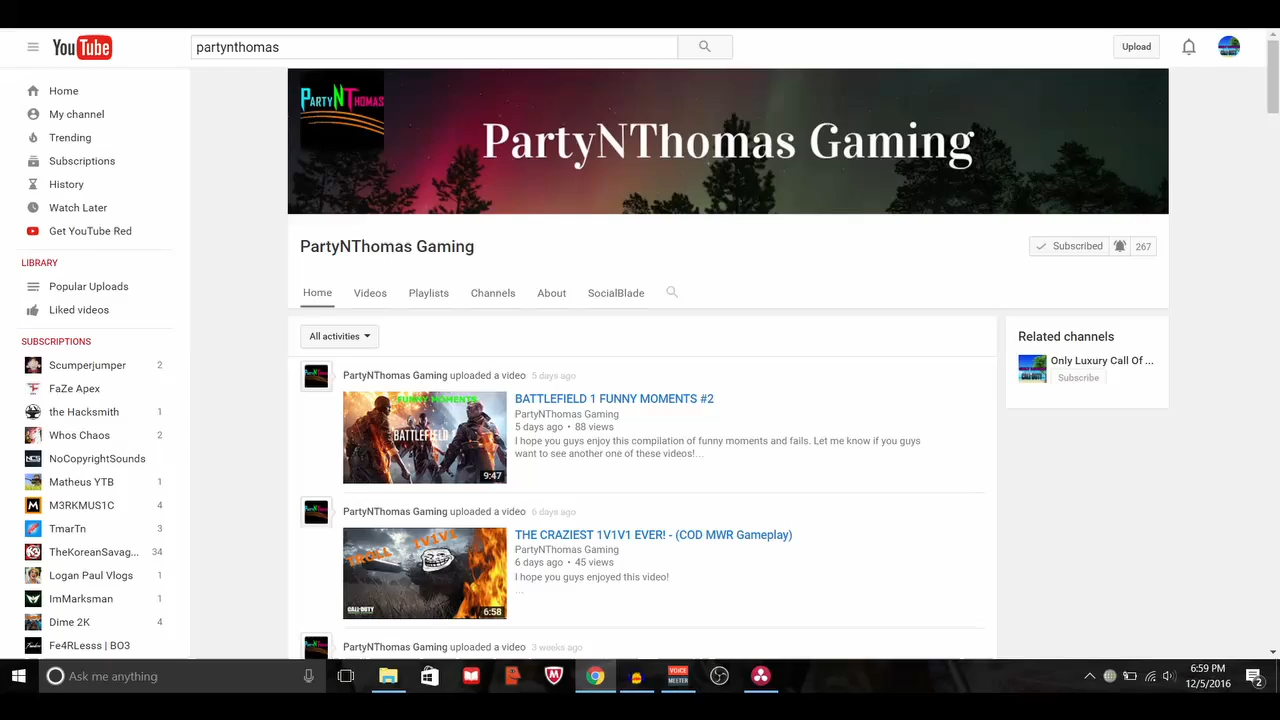 YouTube
partynthomas
Upload
Home
My channel
Trending
Subscriptions
History
Watch Later
Get YouTube Red
LIBRARY
Popular Uploads
Liked videos
SUBSCRIPTIONS
Scumperjumper 2
FaZe Apex
the Hacksmith 1
Whos Chaos 2
NoCopyrightSounds
Matheus YTB 1
M3RKMUS1C 4
TmarTn 3
TheKoreanSavag... 34
Logan Paul Vlogs 1
ImMarksman 1
Dime 2K 4
Fe4RLesss | BO3
PARTYNTHOMAS
PartyNThomas Gaming
PartyNThomas Gaming
Subscribed 267
Home Videos Playlists Channels About SocialBlade
All activities
PartyNThomas Gaming uploaded a video 5 days ago
FUNNY MOMENTS
BATTLEFIELD 1
9:47
BATTLEFIELD 1 FUNNY MOMENTS #2
PartyNThomas Gaming
5 days ago • 88 views
I hope you guys enjoy this compilation of funny moments and fails. Let me know if you guys
want to see another one of these videos!...
PartyNThomas Gaming uploaded a video 6 days ago
TROLL 1V1V1
CALL OF DUTY
6:58
THE CRAZIEST 1V1V1 EVER! - (COD MWR Gameplay)
PartyNThomas Gaming
6 days ago • 45 views
I hope you guys enjoyed this video!
...
PartyNThomas Gaming uploaded a video 3 weeks ago
Related channels
Only Luxury Call Of ...
Subscribe
Ask me anything
VOICE
MEETER
6:59 PM
12/5/2016
2